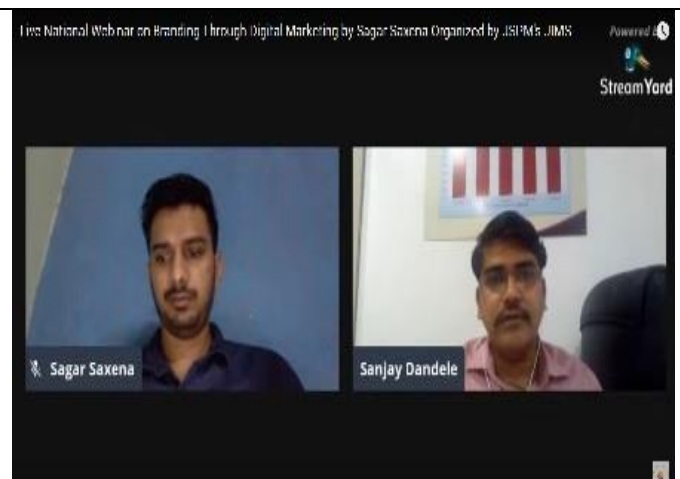 Live National Webinar on Branding Through Digital Marketing by Sagar Saxena Organized by JSPM's JIMS
Powered
StreamYard
Sagar Saxena
Sanjay Dandele